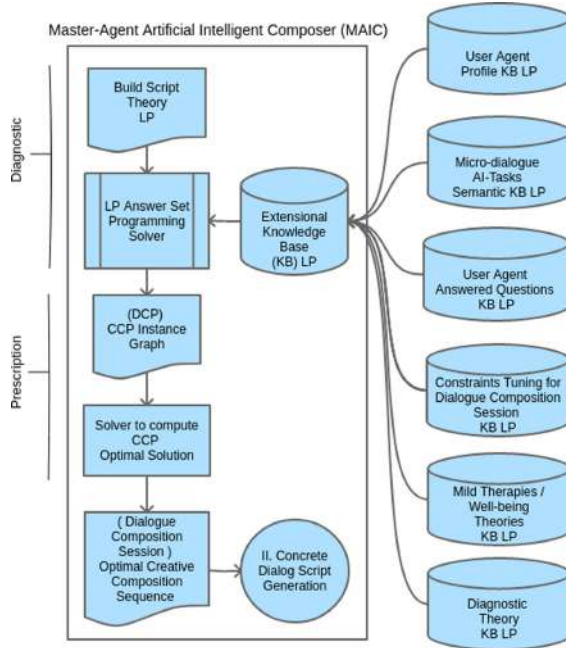 Master-Agent Artificial Intelligent Composer (MAIC)
Diagnostic
Prescription
Build Script
Theory
LP
LP Answer Set
Programming
Solver
Extensional
Knowledge
Base
(KB) LP
(DCP)
CCP Instance
Graph
Solver to compute
CCP
Optimal Solution
( Dialogue
Composition
Session )
Optimal Creative
Composition
Sequence
II. Concrete
Dialog Script
Generation
User Agent
Profile KB LP
Micro-dialogue
AI-Tasks
Semantic KB LP
User Agent
Answered Questions
KB LP
Constraints Tuning for
Dialogue Composition
Session
KB LP
Mild Therapies /
Well-being
Theories
KB LP
Diagnostic
Theory
KB LP